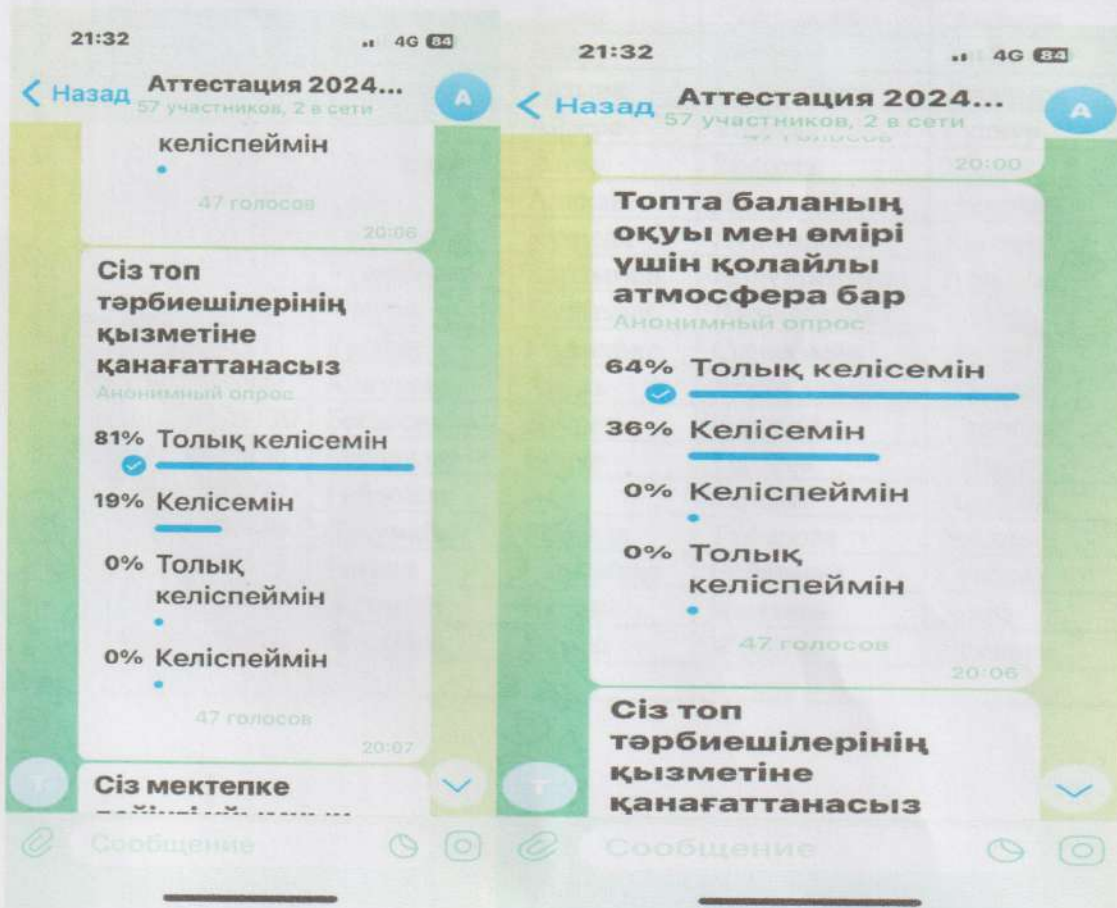 21:32
4G 84
Назад
Аттестация 2024...
57 участников, 2 в сети
А
келіспеймін
47 голосов
20:06
Сіз топ
тәрбиешілерінің
қызметіне
қанағаттанасыз
Анонимный опрос
81% Толық келісемін
19% Келісемін
0% Толық
келіспеймін
0% Келіспеймін
47 голосов
20:07
Т
Сіз мектепке
Сообщение
21:32
4G 84
Назад
Аттестация 2024...
57 участников, 2 в сети
А
20:00
Топта баланың
оқуы мен өмірі
үшін қолайлы
атмосфера бар
Анонимный опрос
64% Толық келісемін
36% Келісемін
0% Келіспеймін
0% Толық
келіспеймін
47 голосов
20:06
Сіз топ
тәрбиешілерінің
қызметіне
қанағаттанасыз
Т
Сообщение